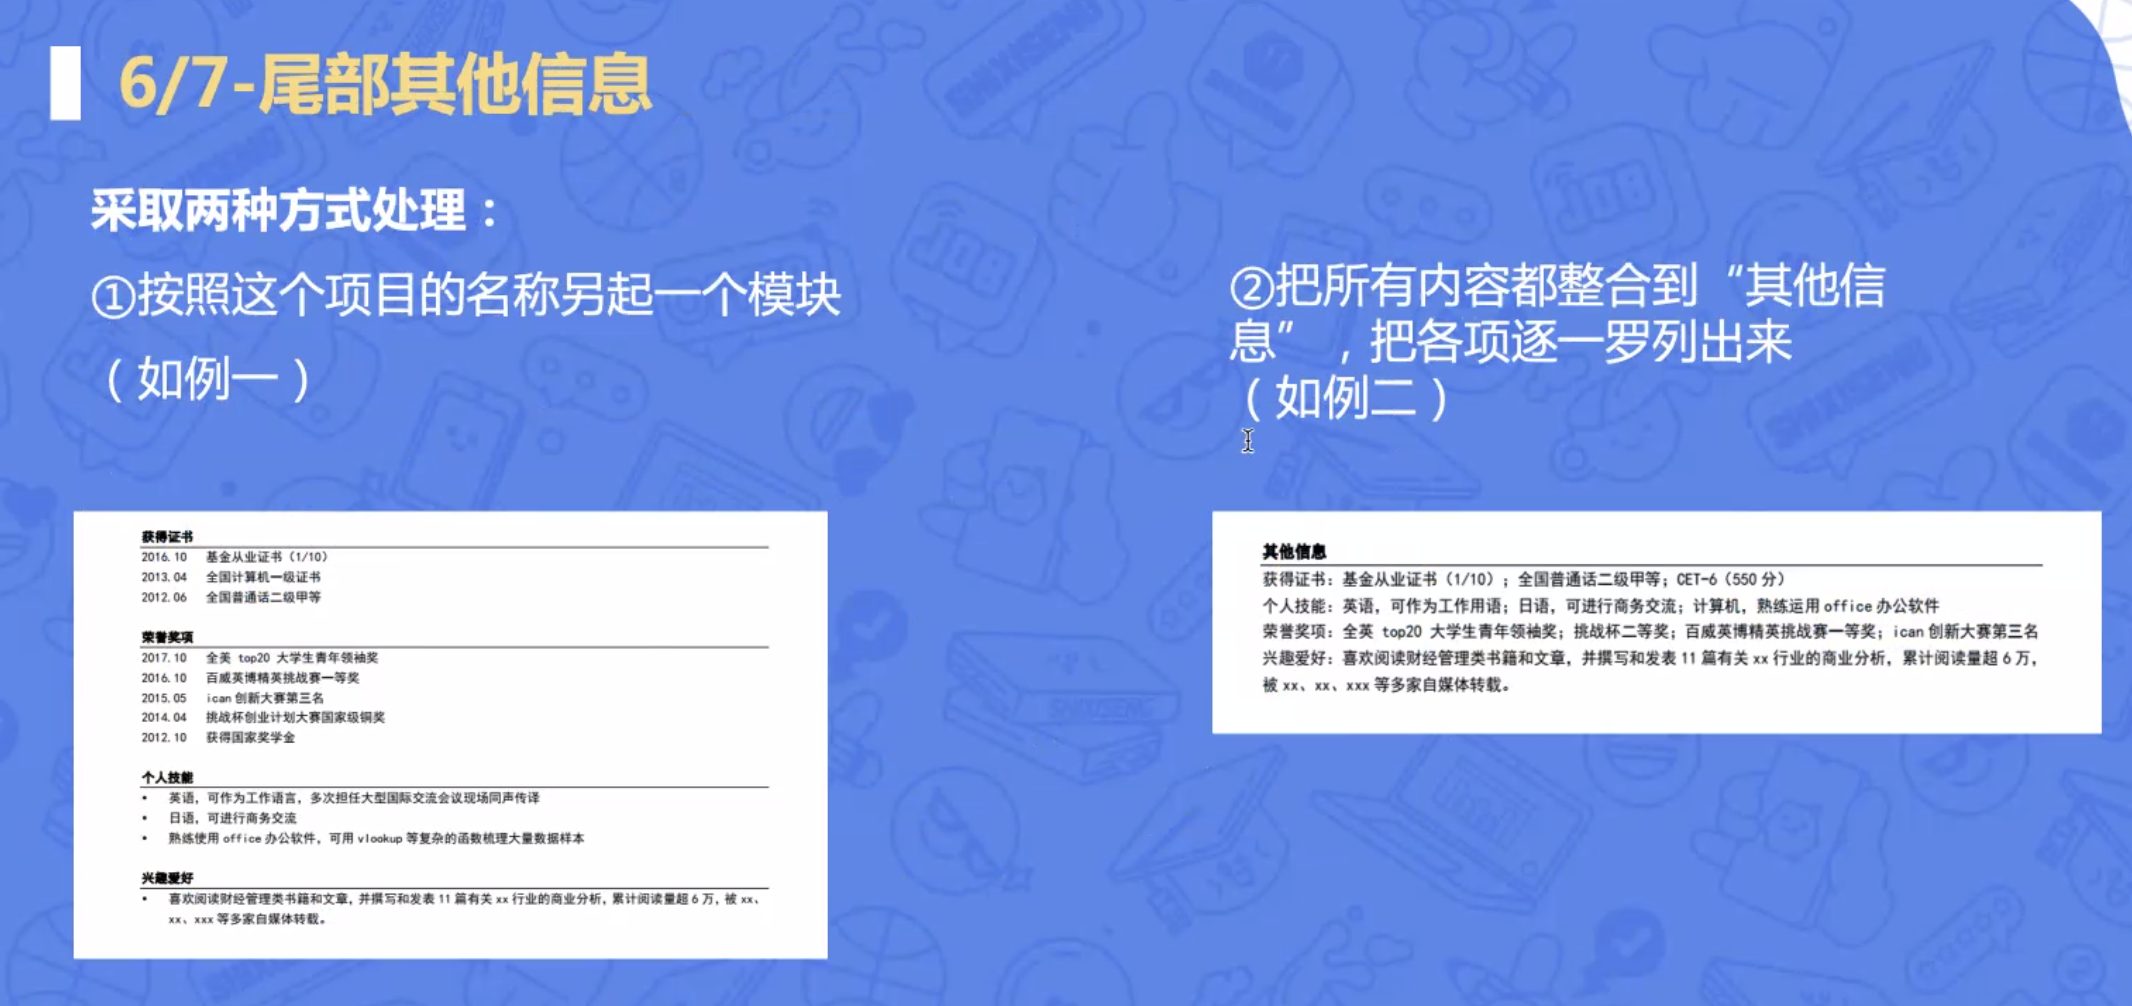 6/7-尾部其他信息
采取两种方式处理：
①按照这个项目的名称另起一个模块
（如例一）
②把所有内容都整合到“其他信
息”，把各项逐一罗列出来
（如例二）
获得证书
2016.10 基金从业证书（1/10）
2013.04 全国计算机一级证书
2012.06 全国普通话二级甲等
荣誉奖项
2017.10 全美 top20 大学生青年领袖奖
2016.10 百威英博精英挑战赛一等奖
2015.05 ican 创新大赛第三名
2014.04 挑战杯创业计划大赛国家级铜奖
2012.10 获得国家奖学金
个人技能
• 英语，可作为工作语言，多次担任大型国际交流会议现场同声传译
• 日语，可进行商务交流
• 熟练使用 office 办公软件，可用 vlookup 等复杂的函数梳理大量数据样本
兴趣爱好
• 喜欢阅读财经管理类书籍和文章，并撰写和发表 11 篇有关 xx 行业的商业分析，累计阅读量超 6 万，被 xx、
xx、xxx 等多家自媒体转载。
其他信息
获得证书：基金从业证书（1/10）；全国普通话二级甲等；CET-6（550 分）
个人技能：英语，可作为工作用语；日语，可进行商务交流；计算机，熟练运用 office 办公软件
荣誉奖项：全英 top20 大学生青年领袖奖；挑战杯二等奖；百威英博精英挑战赛一等奖；ican 创新大赛第三名
兴趣爱好：喜欢阅读财经管理类书籍和文章，并撰写和发表 11 篇有关 xx 行业的商业分析，累计阅读量超 6 万，
被 xx、xx、xxx 等多家自媒体转载。
JOB
JOB
SHIXISENG
SHIXISENG